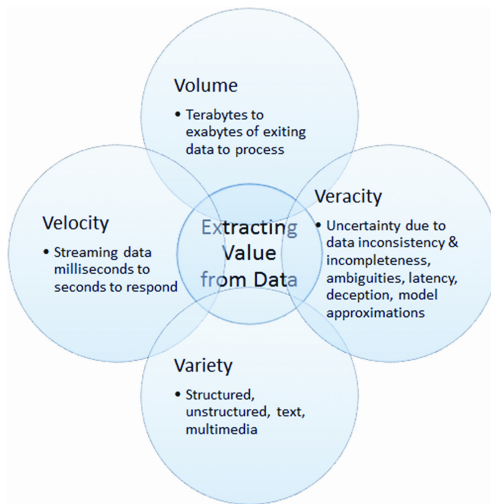 Volume
• Terabytes to
exabytes of exiting
data to process
Velocity
• Streaming data
milliseconds to
seconds to respond
Extracting
Value
from Data
Veracity
• Uncertainty due to
data inconsistency &
incompleteness,
ambiguities, latency,
deception, model
approximations
Variety
• Structured,
unstructured, text,
multimedia